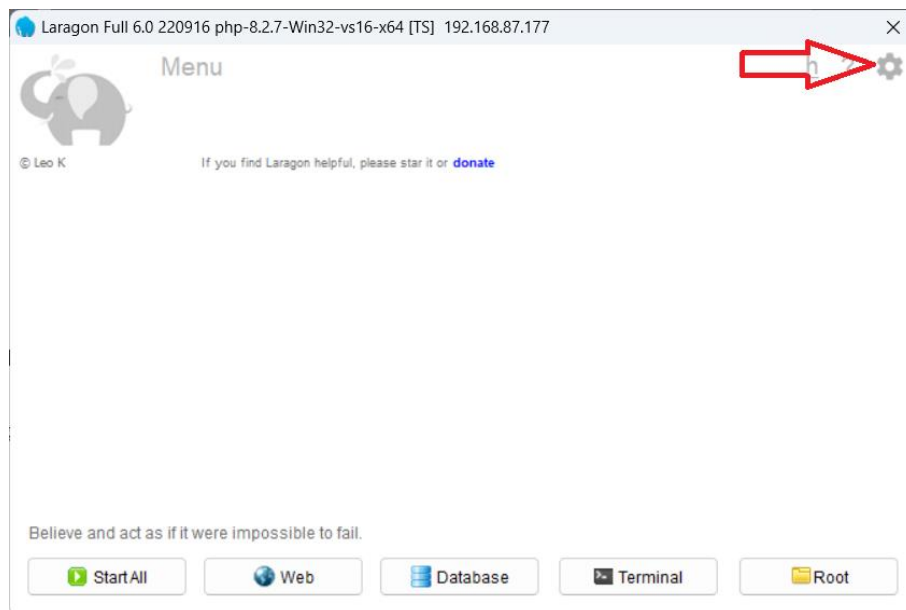 Laragon Full 6.0 220916 php-8.2.7-Win32-vs16-x64 [TS] 192.168.87.177
Menu
h ?
© Leo K
If you find Laragon helpful, please star it or donate
Believe and act as if it were impossible to fail.
Start All
Web
Database
Terminal
Root